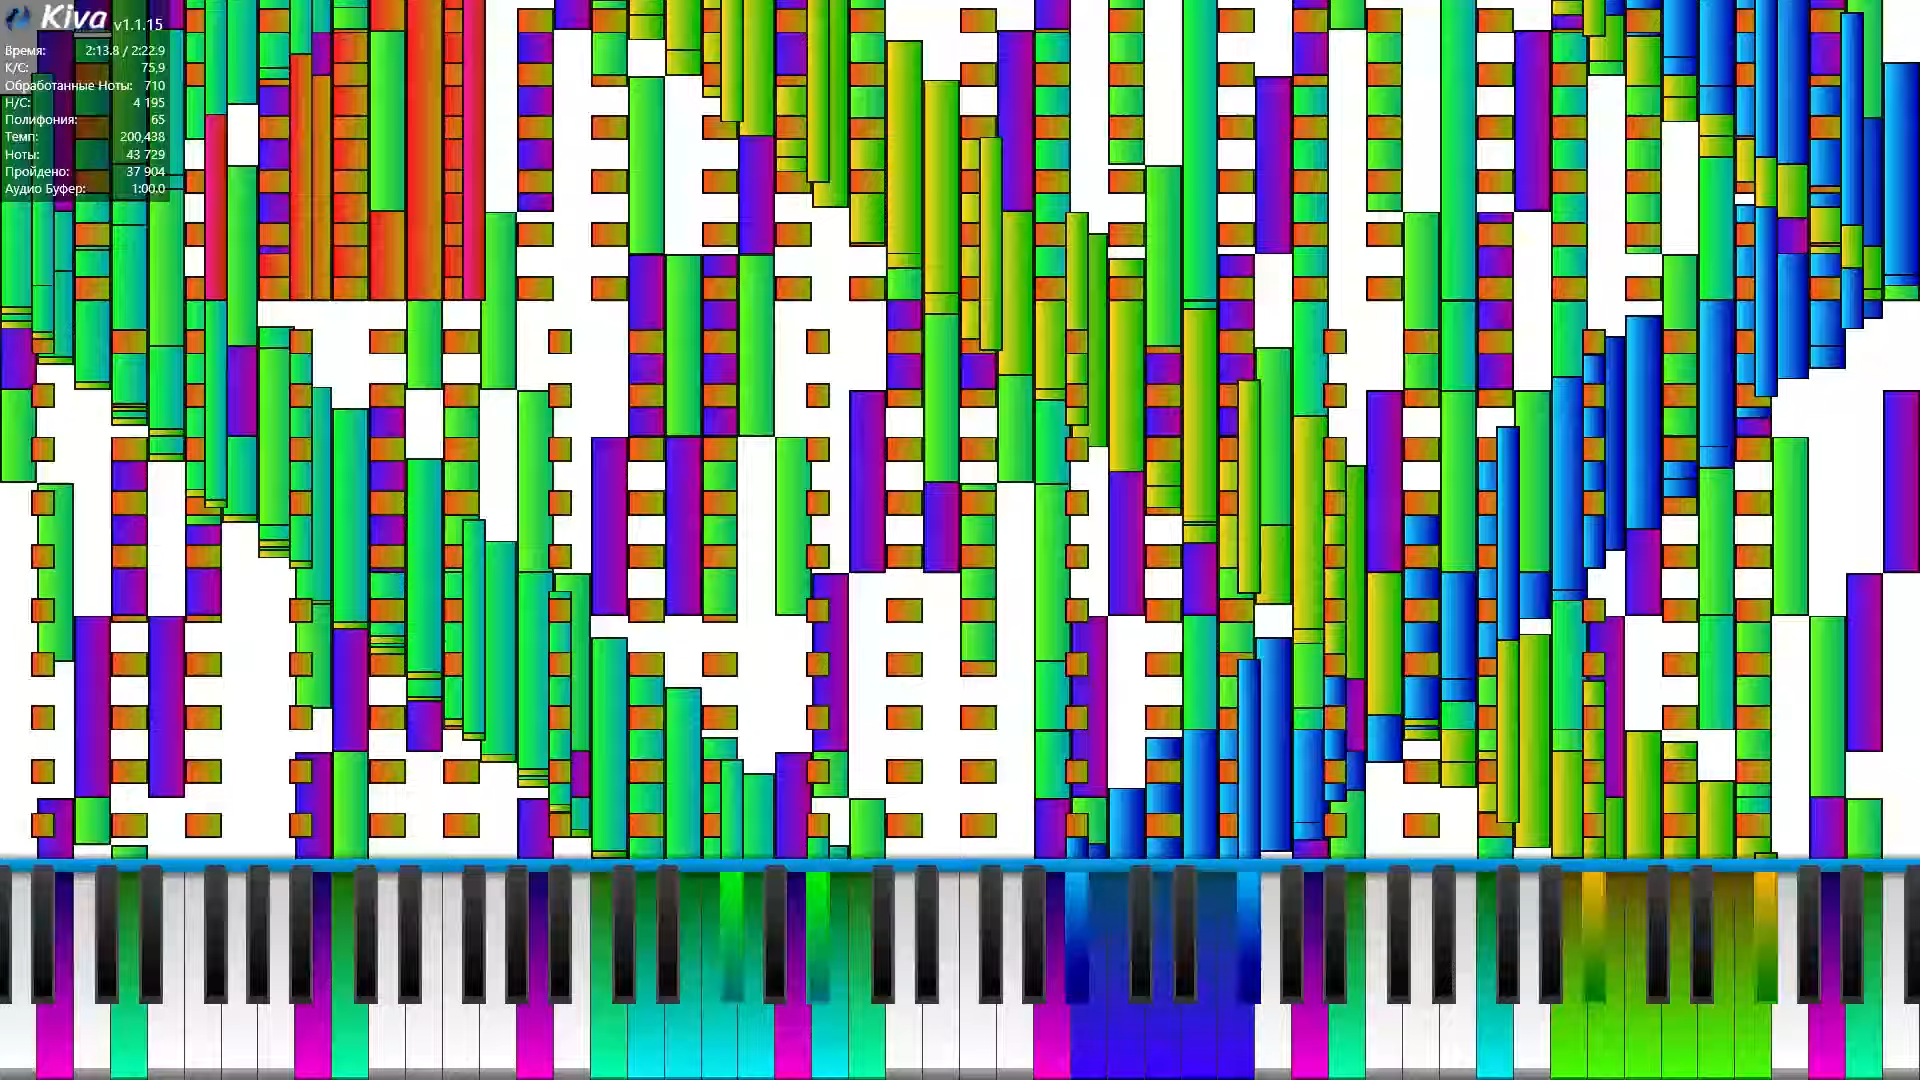 Kiva v1.1.15
Время: 2:13.8 / 2:22.9
К/С: 75,9
Обработанные Ноты: 710
Н/С: 4 195
Полифония: 65
Темп: 200,438
Ноты: 43 729
Пройдено: 37 904
Аудио Буфер: 1:00.0